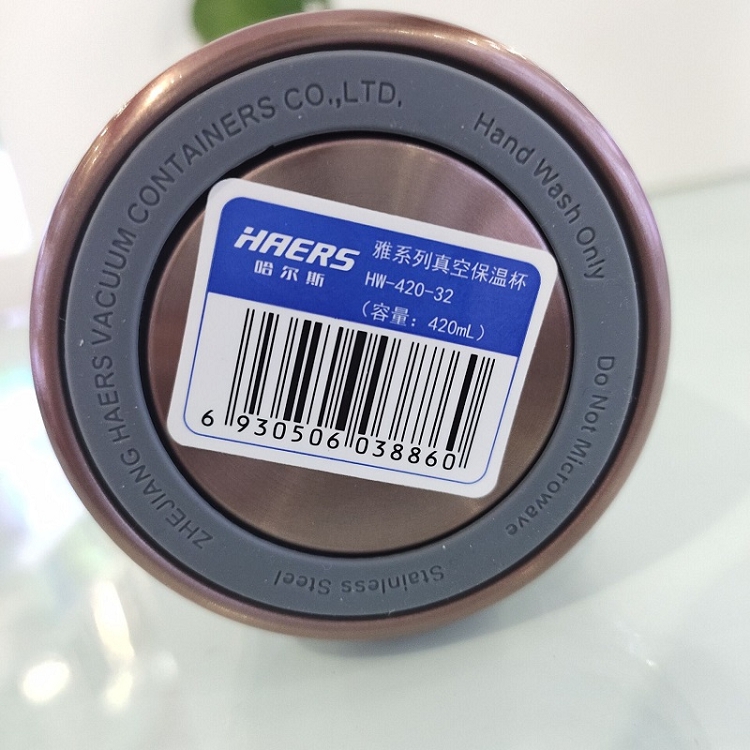 ZHEJIANG HAERS VACUUM CONTAINERS CO.,LTD.
Hand Wash Only
Do Not Microwave
Stainless Steel
HAERS
哈尔斯
雅系列真空保温杯
HW-420-32
(容量: 420mL)
6 930506 038860